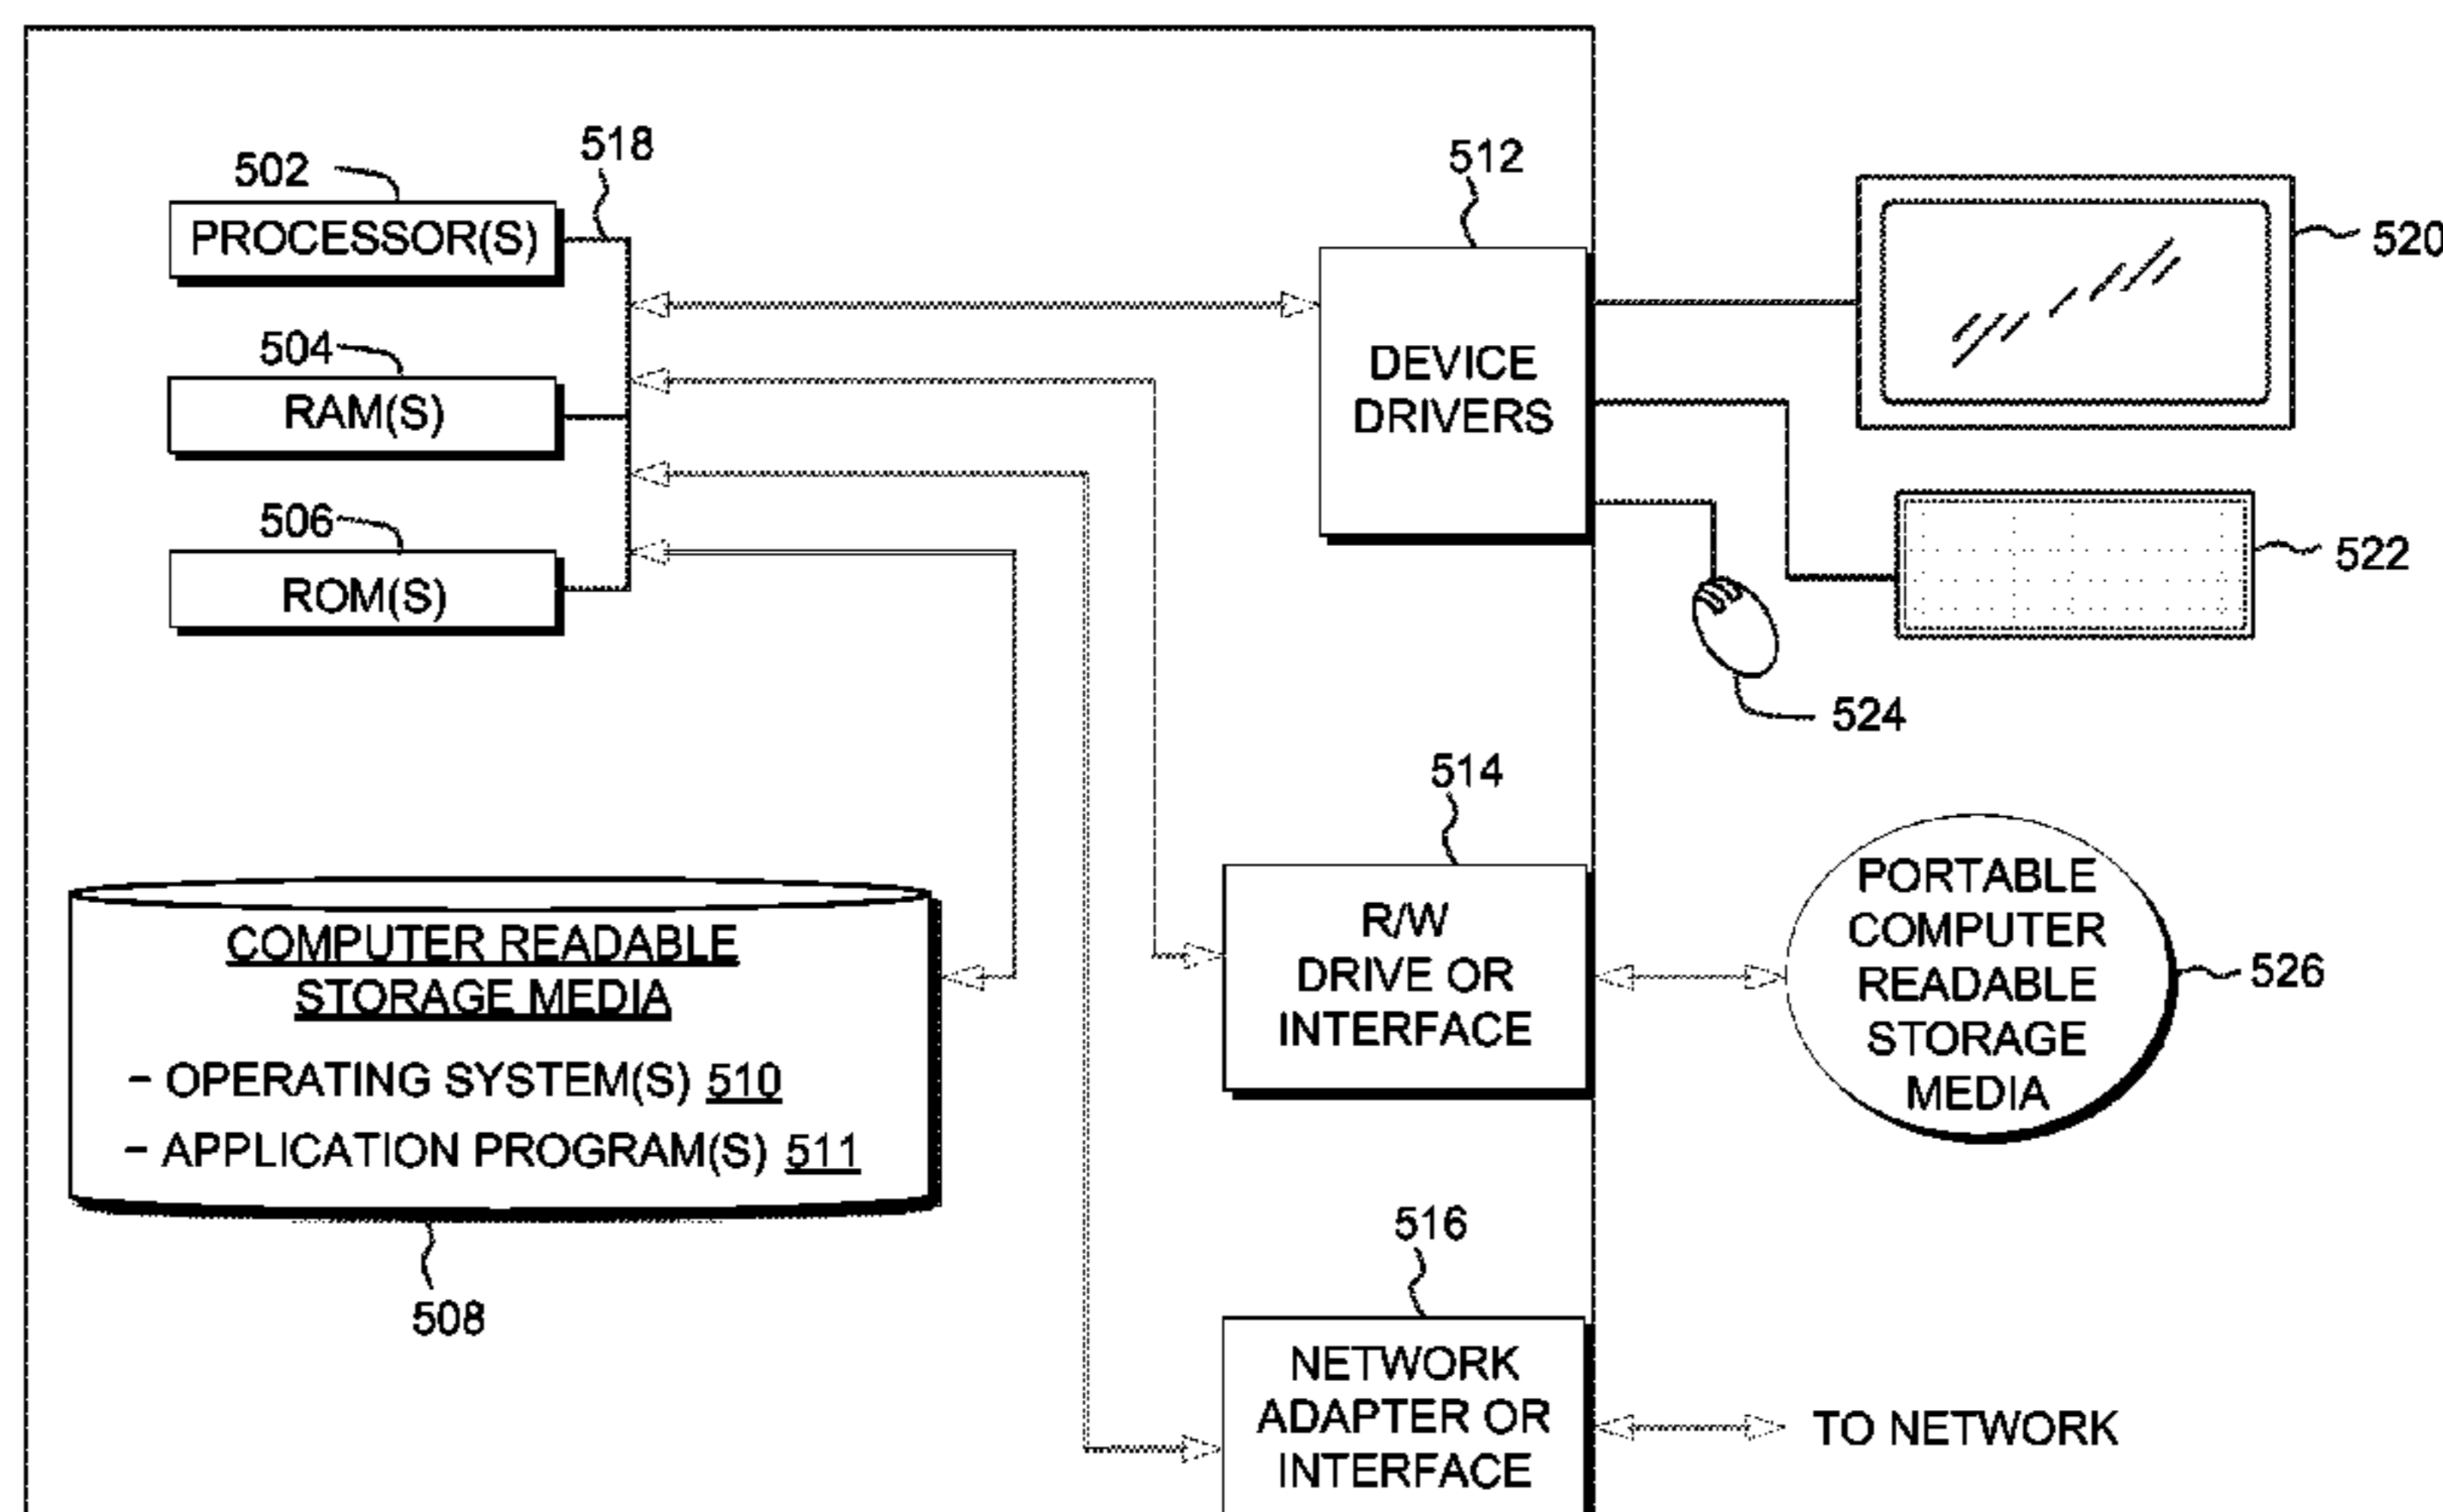 518
502
PROCESSOR(S)
504
RAM(S)
506
ROM(S)
512
DEVICE
DRIVERS
520
522
524
COMPUTER READABLE
STORAGE MEDIA
- OPERATING SYSTEM(S) 510
- APPLICATION PROGRAM(S) 511
508
514
R/W
DRIVE OR
INTERFACE
PORTABLE
COMPUTER
READABLE
STORAGE
MEDIA
526
516
NETWORK
ADAPTER OR
INTERFACE
TO NETWORK